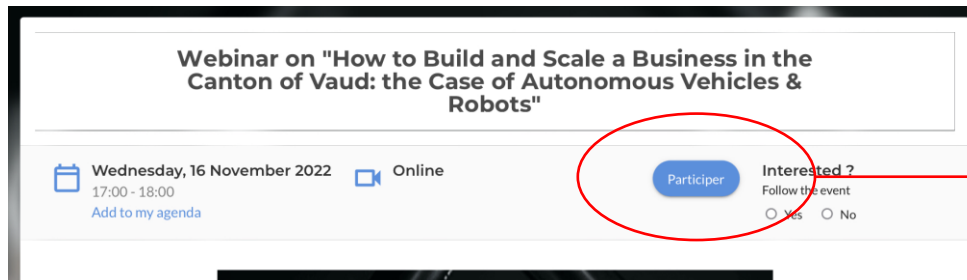 Webinar on "How to Build and Scale a Business in the
Canton of Vaud: the Case of Autonomous Vehicles &
Robots"
Wednesday, 16 November 2022
17:00 - 18:00
Add to my agenda
Online
Participer
Interested ?
Follow the event
Yes No